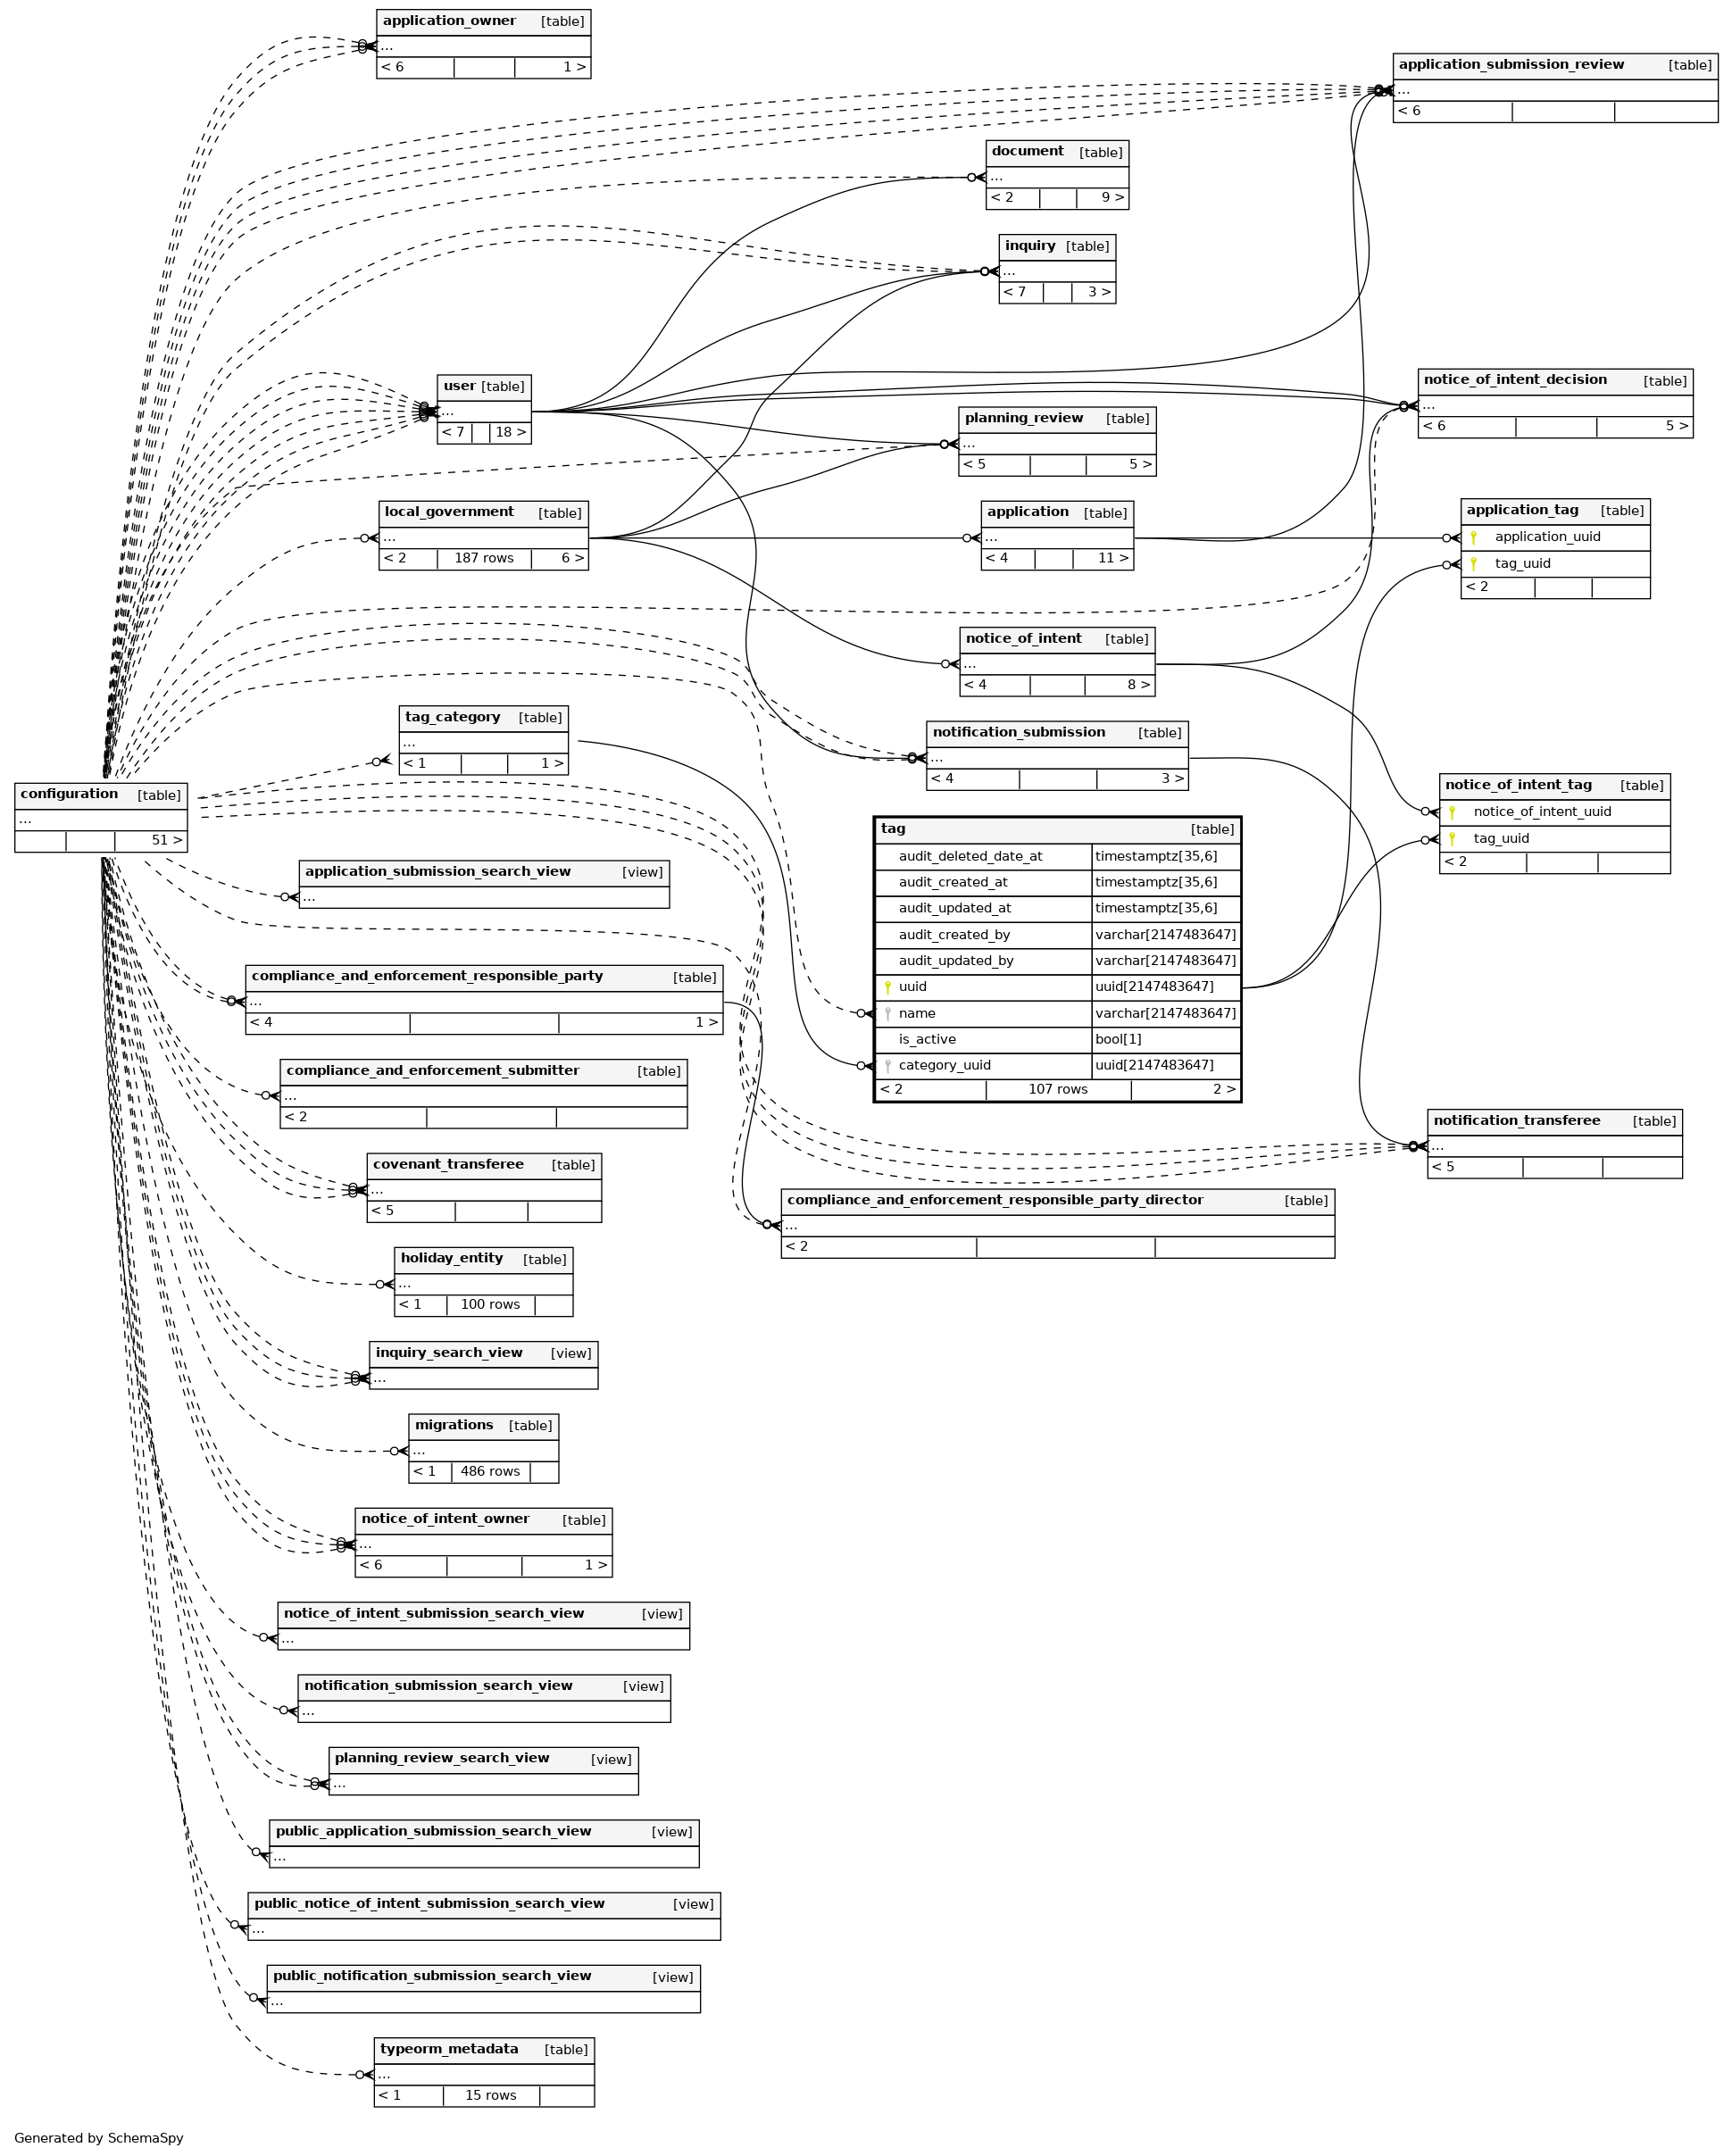 application_owner [table]
...
< 6 1 >
application_submission_review [table]
...
< 6
document [table]
...
< 2 9 >
inquiry [table]
...
< 7 3 >
user [table]
...
< 7 18 >
notice_of_intent_decision [table]
...
< 6 5 >
planning_review [table]
...
< 5 5 >
local_government [table]
...
< 2 187 rows 6 >
application [table]
...
< 4 11 >
application_tag [table]
application_uuid
tag_uuid
< 2
notice_of_intent [table]
...
< 4 8 >
tag_category [table]
...
< 1 1 >
notification_submission [table]
...
< 4 3 >
configuration [table]
...
51 >
notice_of_intent_tag [table]
notice_of_intent_uuid
tag_uuid
< 2
tag [table]
audit_deleted_date_at timestamptz[35,6]
audit_created_at timestamptz[35,6]
audit_updated_at timestamptz[35,6]
audit_created_by varchar[2147483647]
audit_updated_by varchar[2147483647]
uuid uuid[2147483647]
name varchar[2147483647]
is_active bool[1]
category_uuid uuid[2147483647]
< 2 107 rows 2 >
application_submission_search_view [view]
...
compliance_and_enforcement_responsible_party [table]
...
< 4 1 >
compliance_and_enforcement_submitter [table]
...
< 2
notification_transferee [table]
...
< 5
covenant_transferee [table]
...
< 5
compliance_and_enforcement_responsible_party_director [table]
...
< 2
holiday_entity [table]
...
< 1 100 rows
inquiry_search_view [view]
...
migrations [table]
...
< 1 486 rows
notice_of_intent_owner [table]
...
< 6 1 >
notice_of_intent_submission_search_view [view]
...
notification_submission_search_view [view]
...
planning_review_search_view [view]
...
public_application_submission_search_view [view]
...
public_notice_of_intent_submission_search_view [view]
...
public_notification_submission_search_view [view]
...
typeorm_metadata [table]
...
< 1 15 rows
Generated by SchemaSpy